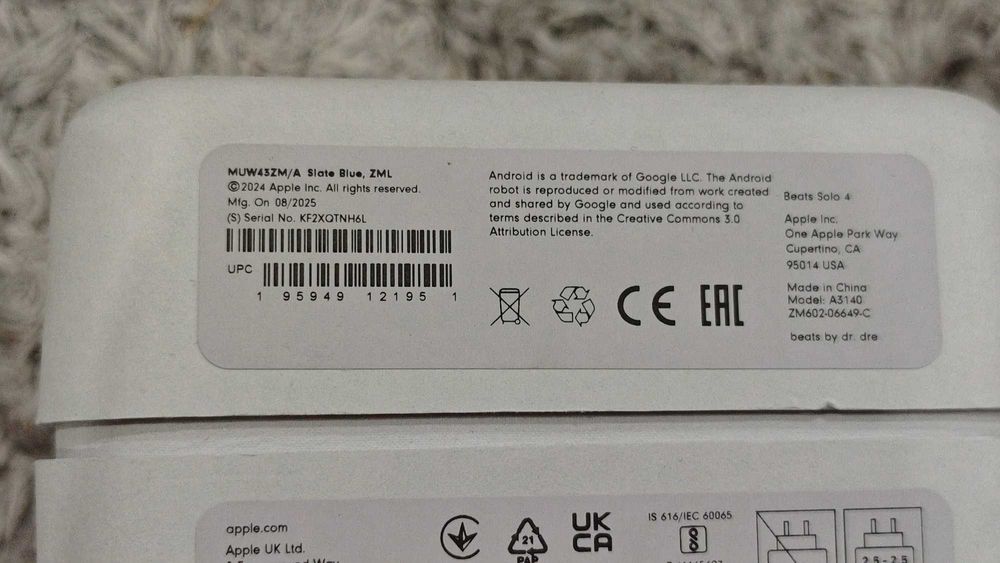 MUW43ZM/A Slate Blue, ZML
©2024 Apple Inc. All rights reserved.
Mfg. On 08/2025
(S) Serial No. KF2XQTNH6L
UPC
1 95949 12195 1
Android is a trademark of Google LLC. The Android
robot is reproduced or modified from work created
and shared by Google and used according to
terms described in the Creative Commons 3.0
Attribution License.
CE EAC
Beats Solo 4
Apple Inc.
One Apple Park Way
Cupertino, CA
95014 USA
Made in China
Model: A3140
ZM602-06649-C
beats by dr. dre
apple.com
Apple UK Ltd.
21
PAP
UK
CA
IS 616/IEC 60065
2.5 - 2.5